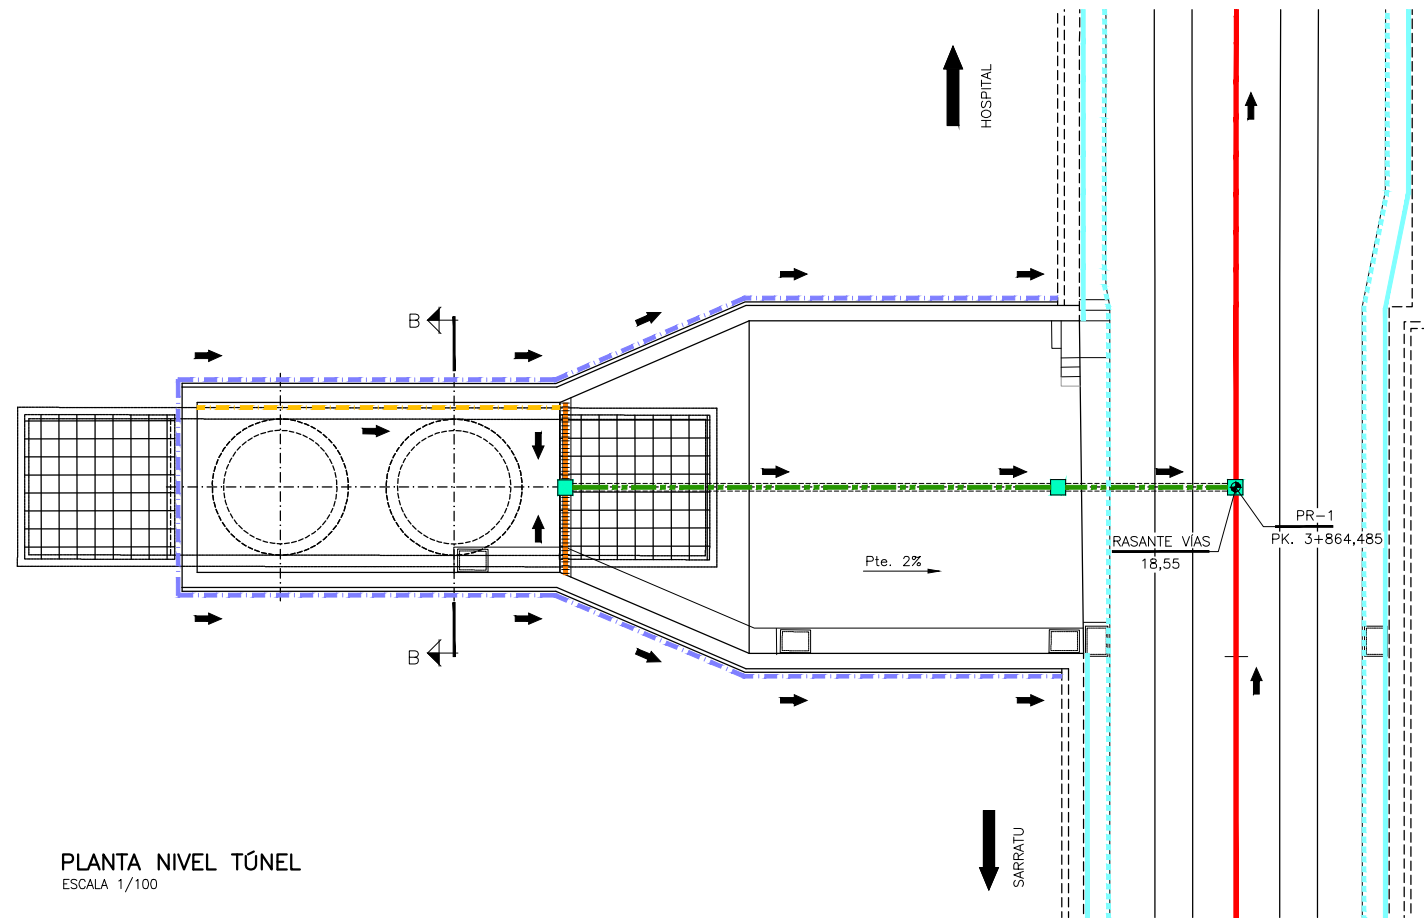 HOSPITAL
B
PR-1
PK. 3+864,485
RASANTE VIAS
18,55
Pte. 2%
B
SARRATU
PLANTA NIVEL TÚNEL
ESCALA 1/100